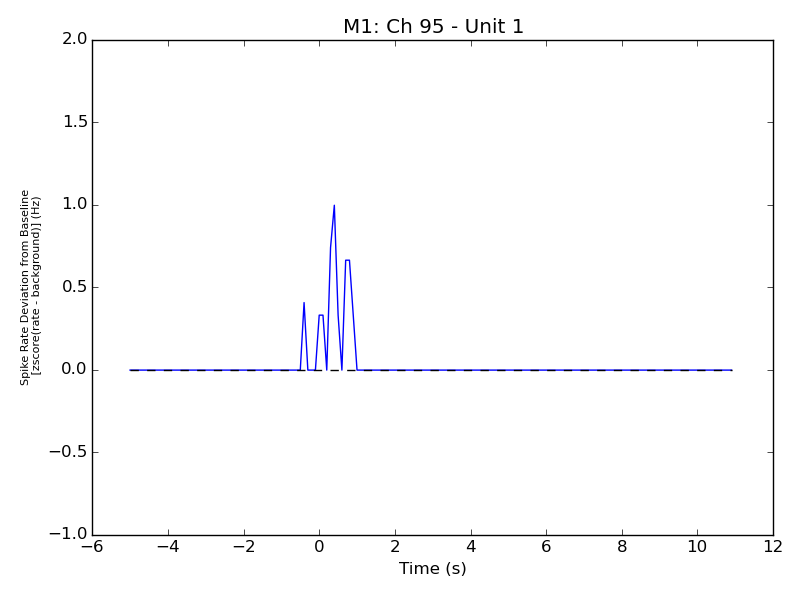 M1: Ch 95 - Unit 1
2.0
1.5
1.0
0.5
0.0
−0.5
−1.0
Spike Rate Deviation from Baseline
[zscore(rate - background)] (Hz)
−6 −4 −2 0 2 4 6 8 10 12
Time (s)